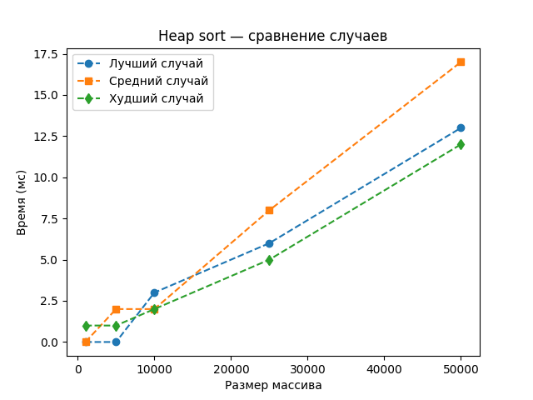 Heap sort — сравнение случаев
Лучший случай
Средний случай
Худший случай
Время (мс)
17.5
15.0
12.5
10.0
7.5
5.0
2.5
0.0
0 10000 20000 30000 40000 50000
Размер массива